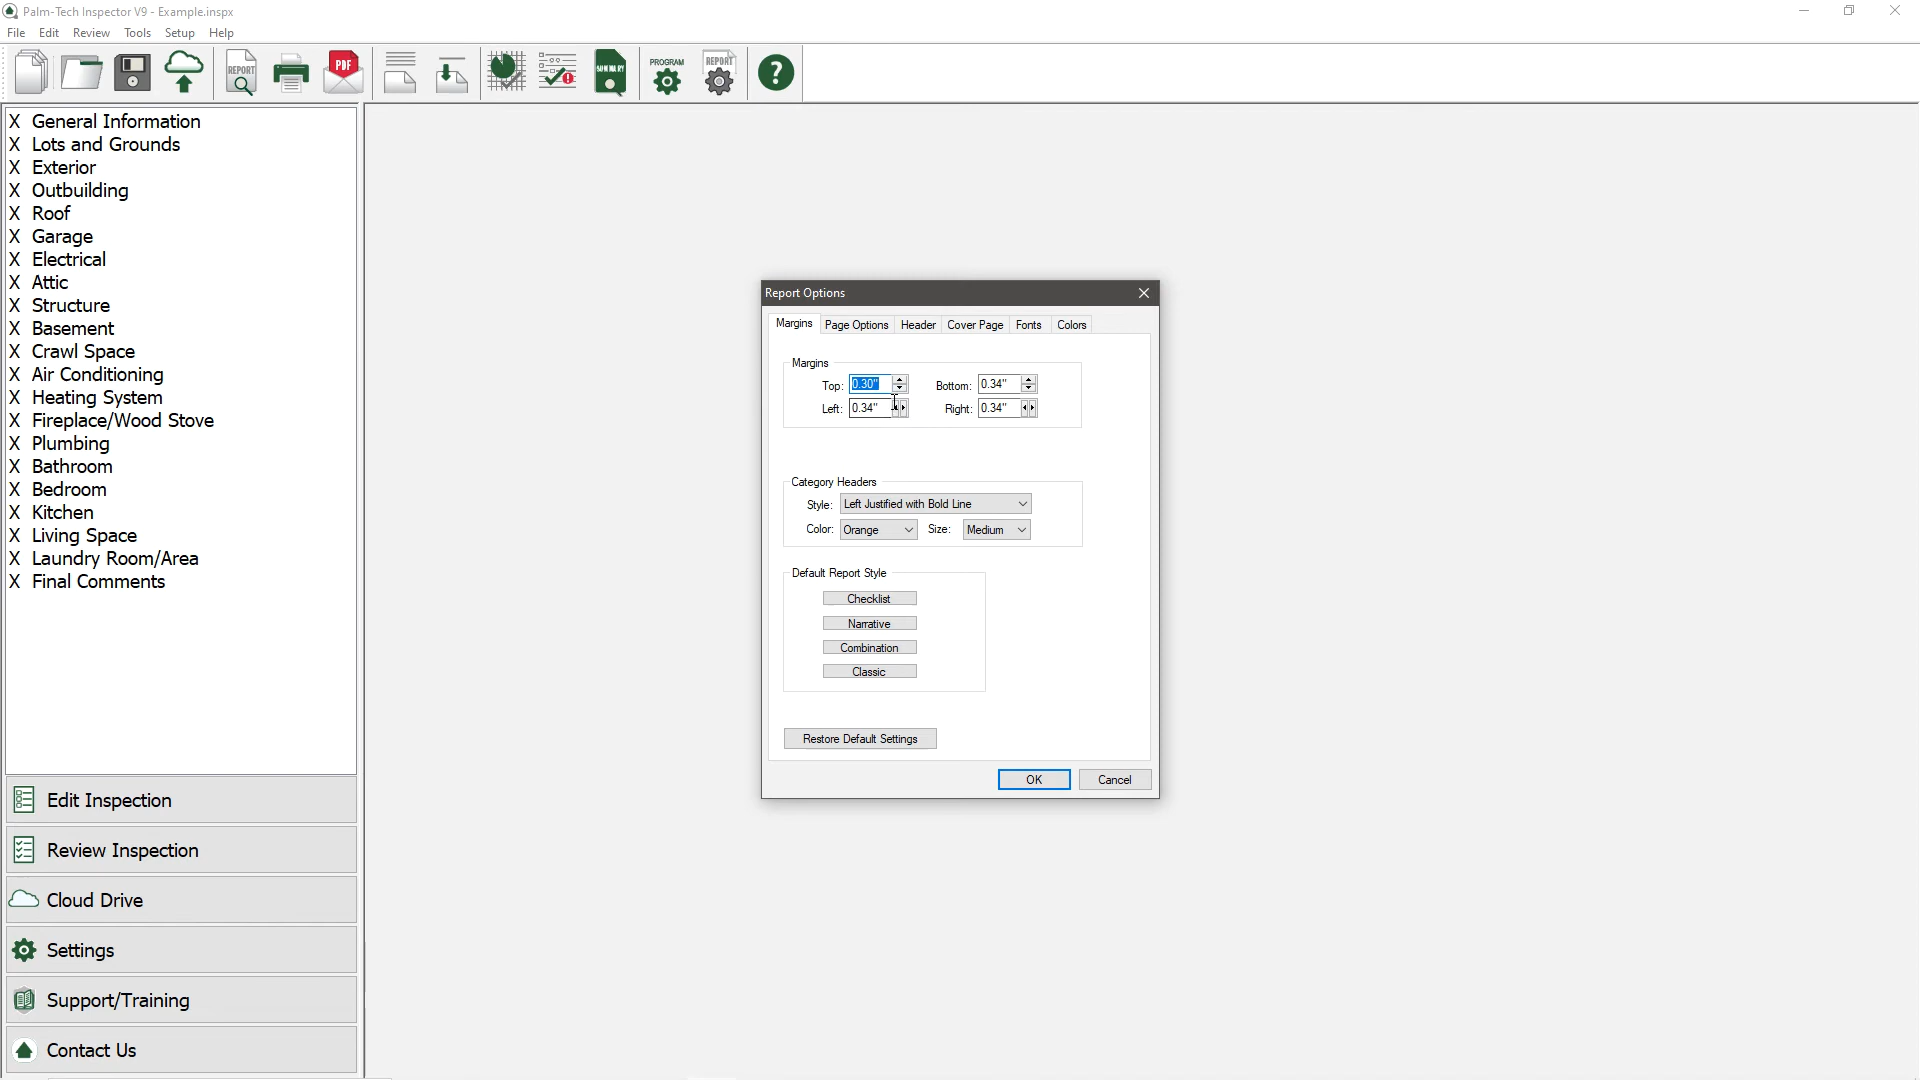 Palm-Tech Inspector V9 - Example.inspx
File Edit Review Tools Setup Help
REPORT PDF SUMMARY PROGRAM REPORT ?
X General Information
X Lots and Grounds
X Exterior
X Outbuilding
X Roof
X Garage
X Electrical
X Attic
X Structure
X Basement
X Crawl Space
X Air Conditioning
X Heating System
X Fireplace/Wood Stove
X Plumbing
X Bathroom
X Bedroom
X Kitchen
X Living Space
X Laundry Room/Area
X Final Comments
Edit Inspection
Review Inspection
Cloud Drive
Settings
Support/Training
Contact Us
Report Options
Margins Page Options Header Cover Page Fonts Colors
Margins
Top: 0.30" Bottom: 0.34"
Left: 0.34" Right: 0.34"
Category Headers
Style: Left Justified with Bold Line
Color: Orange Size: Medium
Default Report Style
Checklist
Narrative
Combination
Classic
Restore Default Settings
OK Cancel